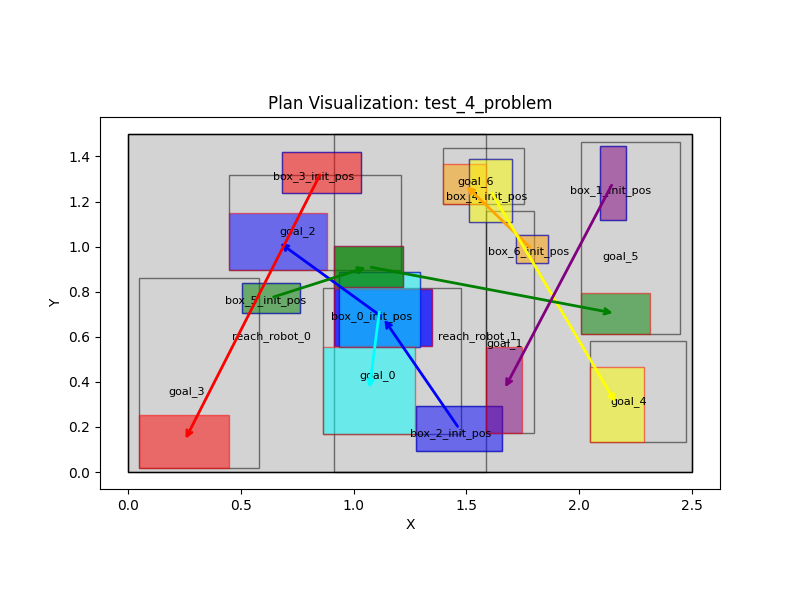 Plan Visualization: test_4_problem
Y
1.4
1.2
1.0
0.8
0.6
0.4
0.2
0.0
box_3_init_pos
goal_6
box_4_init_pos
box_1_init_pos
goal_2
box_6_init_pos
goal_5
box_5_init_pos
box_0_init_pos
reach_robot_0
reach_robot_1
goal_1
goal_0
goal_3
goal_4
box_2_init_pos
0.0
0.5
1.0
1.5
2.0
2.5
X